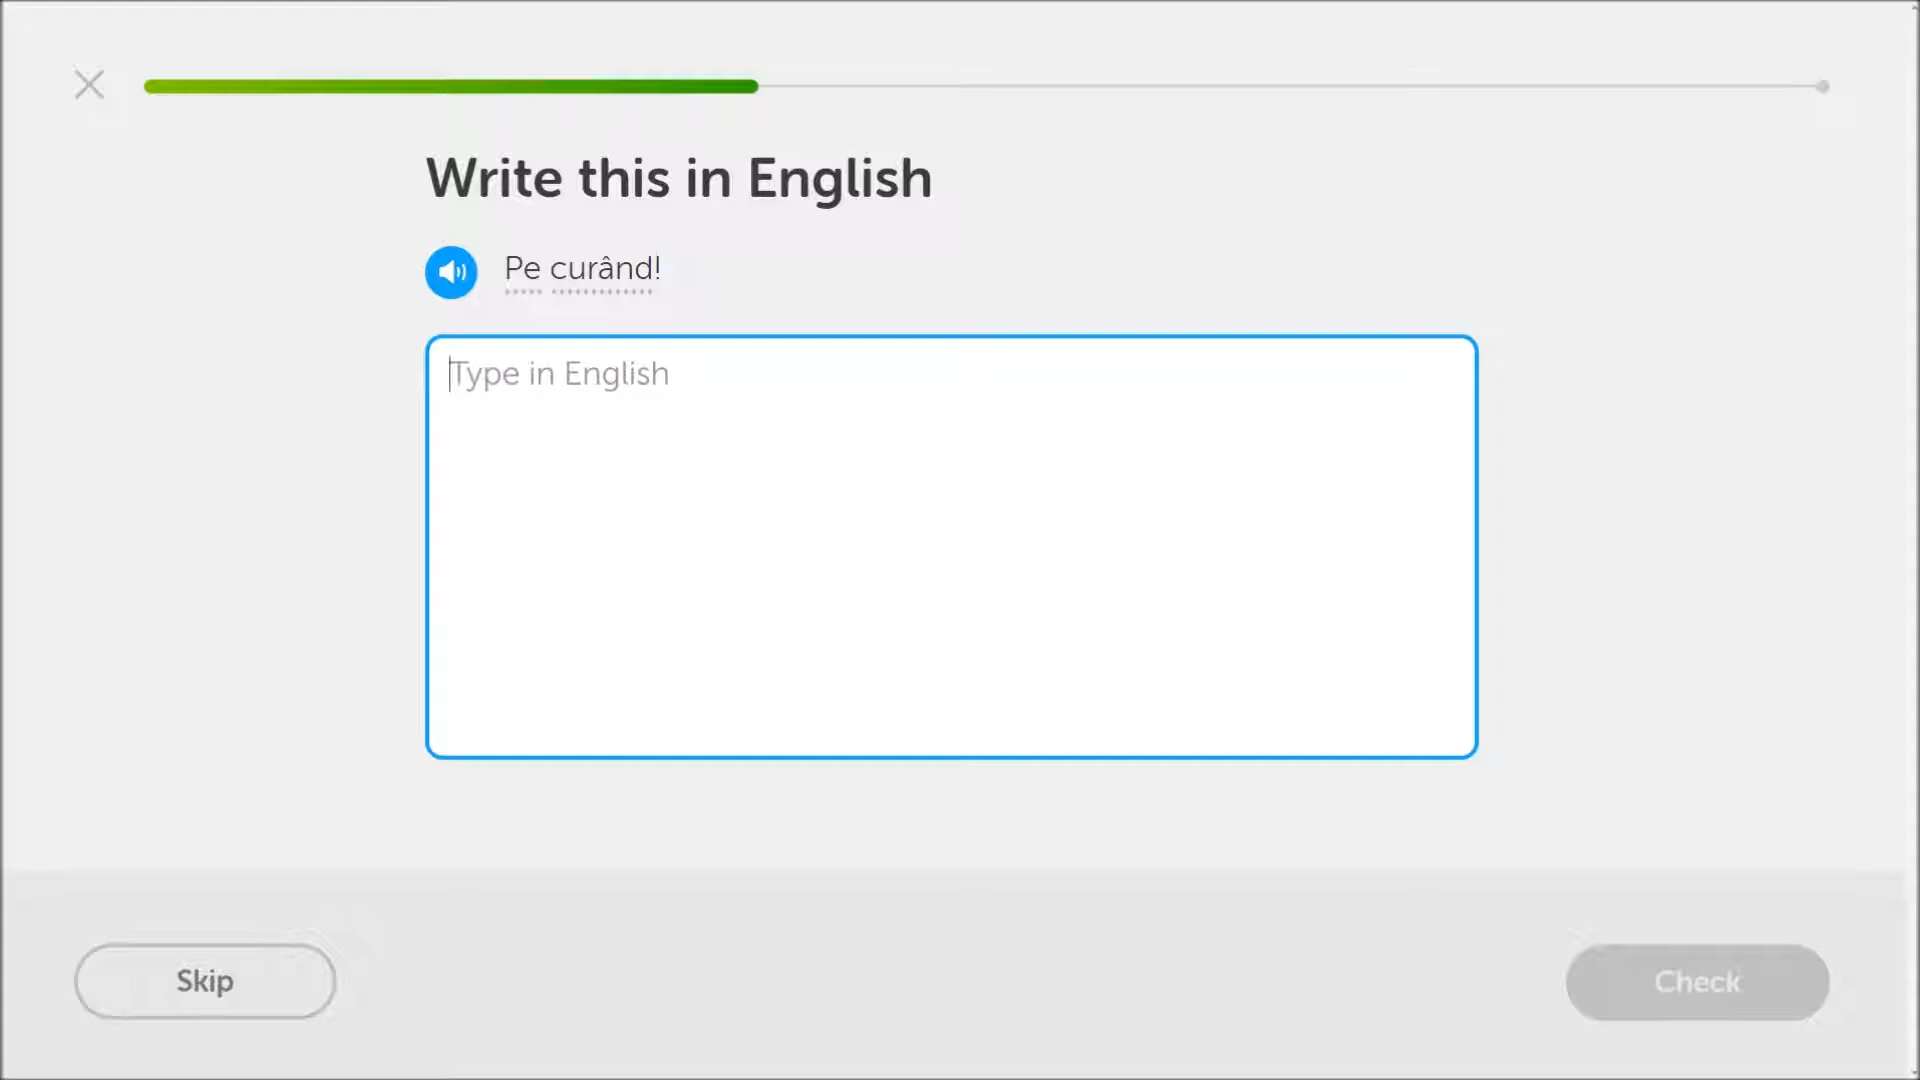 Write this in English
Pe curând!
Type in English
Skip
Check